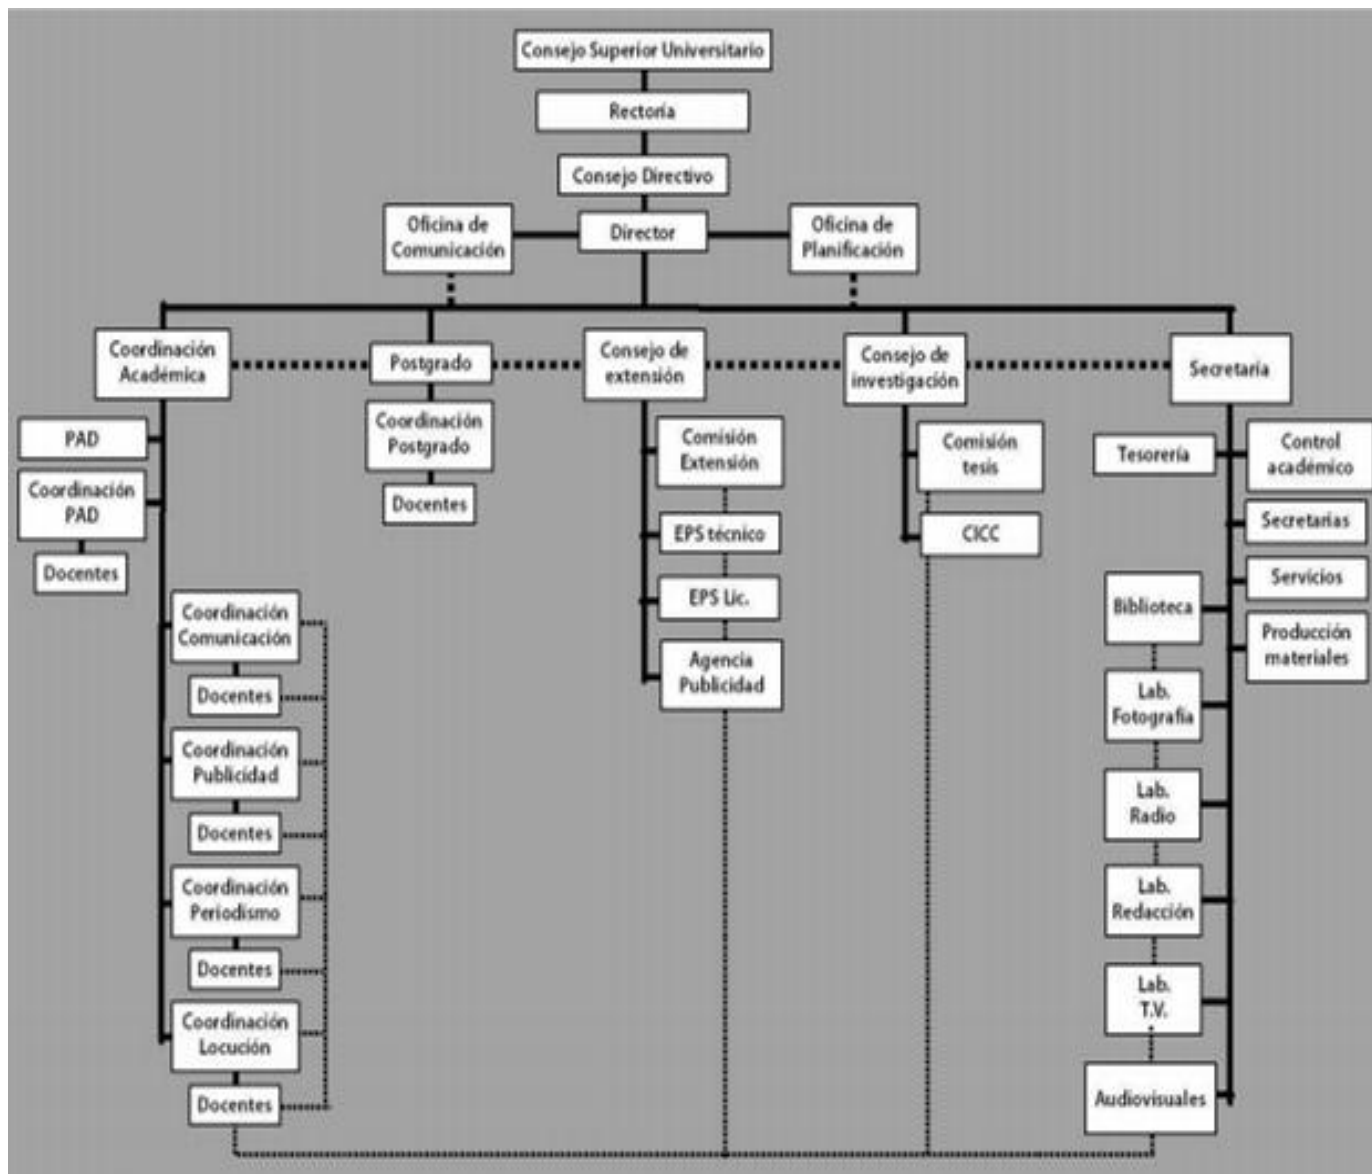 Consejo Superior Universitario
Rectoría
Consejo Directivo
Oficina de
Comunicación
Director
Oficina de
Planificación
Coordinación
Académica
Postgrado
Consejo de
extensión
Consejo de
investigación
Secretaría
PAD
Coordinación
PAD
Docentes
Coordinación
Comunicación
Docentes
Coordinación
Publicidad
Docentes
Coordinación
Periodismo
Docentes
Coordinación
Locución
Docentes
Coordinación
Postgrado
Docentes
Comisión
Extensión
EPS técnico
EPS Lic.
Agencia
Publicidad
Comisión
tesis
CICC
Tesorería
Control
académico
Secretarias
Servicios
Producción
materiales
Biblioteca
Lab.
Fotografía
Lab.
Radio
Lab.
Redacción
Lab.
T.V.
Audiovisuales